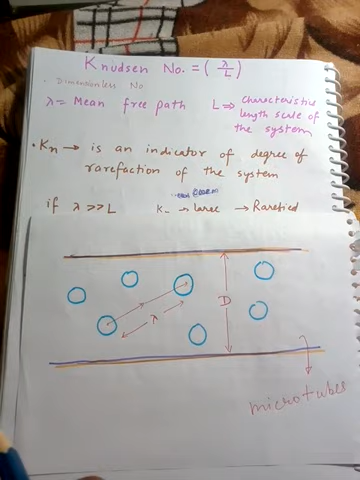 Knudsen No. = (λ/L)
· Dimensionless No
λ = Mean free path L ⇒ Characteristic
length scale of
the system
· Kn → is an indicator of degree of
rarefaction of the system
if λ >> L Kn → large → Rarefied
D
λ
microtubes